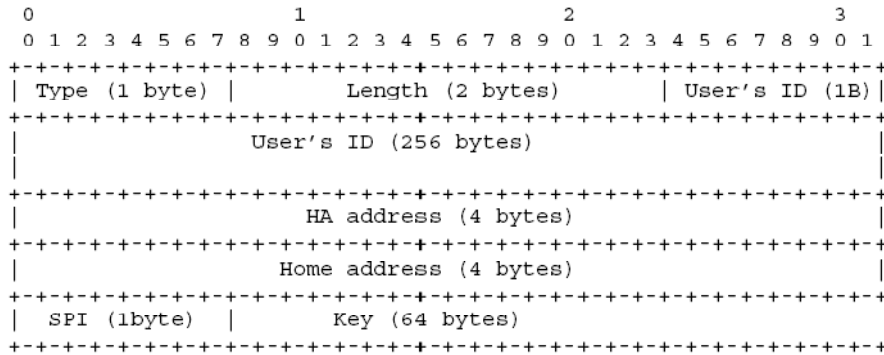 0 1 2 3
0 1 2 3 4 5 6 7 8 9 0 1 2 3 4 5 6 7 8 9 0 1 2 3 4 5 6 7 8 9 0 1
+-+-+-+-+-+-+-+-+-+-+-+-+-+-+-+-+-+-+-+-+-+-+-+-+-+-+-+-+-+-+-+-+
| Type (1 byte) | Length (2 bytes) | User's ID (1B)|
+-+-+-+-+-+-+-+-+-+-+-+-+-+-+-+-+-+-+-+-+-+-+-+-+-+-+-+-+-+-+-+-+
| User's ID (256 bytes) |
| |
+-+-+-+-+-+-+-+-+-+-+-+-+-+-+-+-+-+-+-+-+-+-+-+-+-+-+-+-+-+-+-+-+
| HA address (4 bytes) |
+-+-+-+-+-+-+-+-+-+-+-+-+-+-+-+-+-+-+-+-+-+-+-+-+-+-+-+-+-+-+-+-+
| Home address (4 bytes) |
+-+-+-+-+-+-+-+-+-+-+-+-+-+-+-+-+-+-+-+-+-+-+-+-+-+-+-+-+-+-+-+-+
| SPI (1byte) | Key (64 bytes)
+-+-+-+-+-+-+-+-+-+-+-+-+-+-+-+-+-+-+-+-+-+-+-+-+-+-+-+-+-+-+-+-+